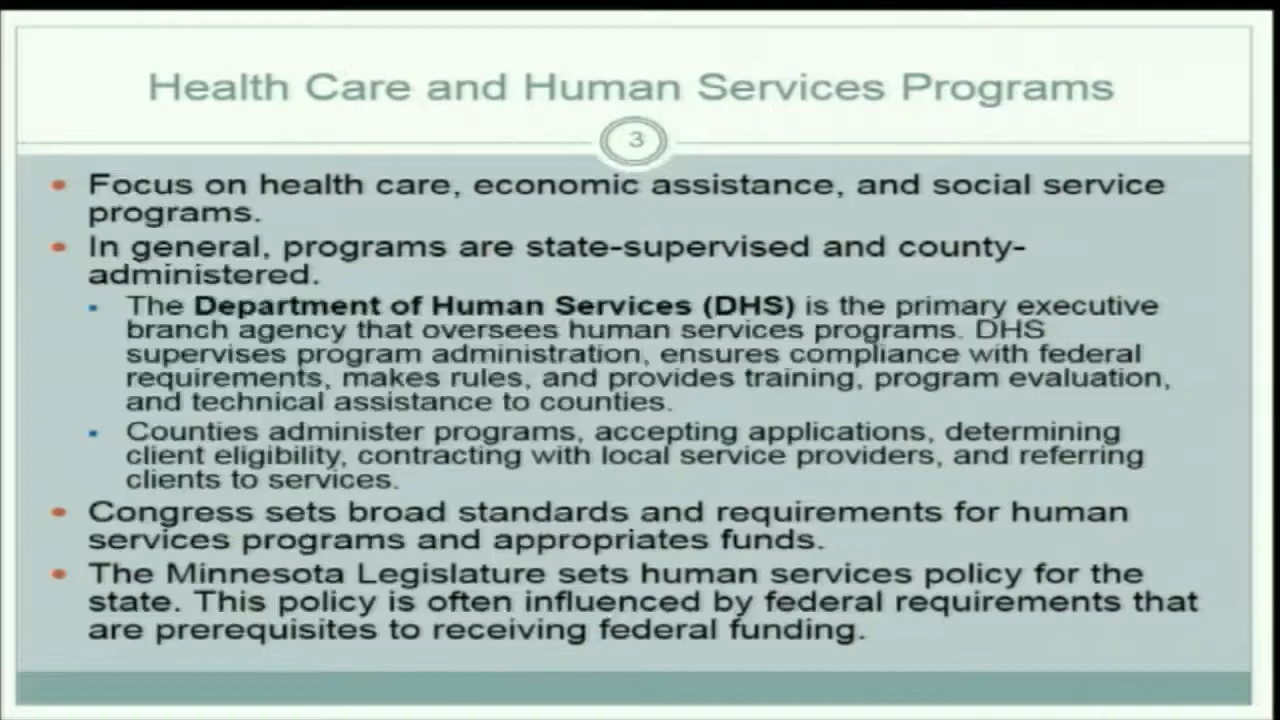 Health Care and Human Services Programs
3
• Focus on health care, economic assistance, and social service
programs.
• In general, programs are state-supervised and county-
administered.
▪ The Department of Human Services (DHS) is the primary executive
branch agency that oversees human services programs. DHS
supervises program administration, ensures compliance with federal
requirements, makes rules, and provides training, program evaluation,
and technical assistance to counties.
▪ Counties administer programs, accepting applications, determining
client eligibility, contracting with local service providers, and referring
clients to services.
• Congress sets broad standards and requirements for human
services programs and appropriates funds.
• The Minnesota Legislature sets human services policy for the
state. This policy is often influenced by federal requirements that
are prerequisites to receiving federal funding.